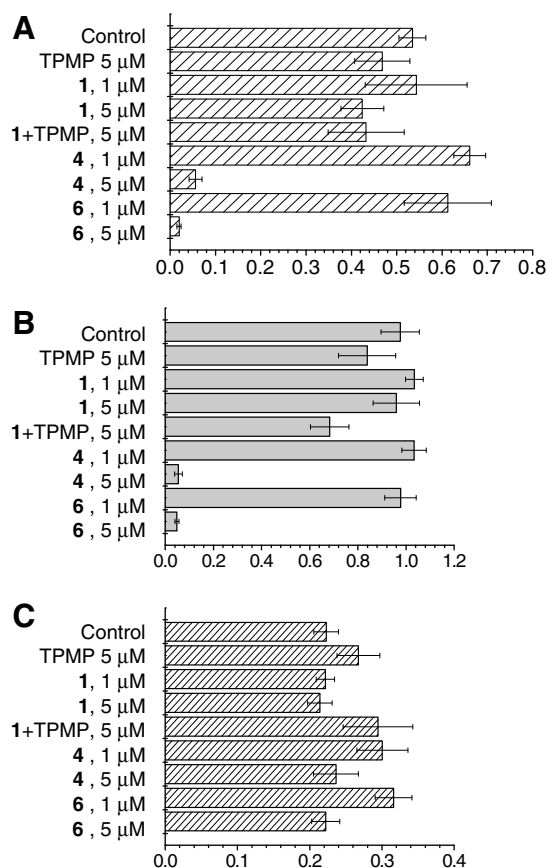 A
Control
TPMP 5 μM
1, 1 μM
1, 5 μM
1+TPMP, 5 μM
4 , 1 μM
4 , 5 μM
6 , 1 μM
6 , 5 μM
0.0 0.1 0.2 0.3 0.4 0.5 0.6 0.7 0.8
B
Control
TPMP 5 μM
1, 1 μM
1, 5 μM
1+TPMP, 5 μM
4 , 1 μM
4 , 5 μM
6 , 1 μM
6 , 5 μM
0.0 0.2 0.4 0.6 0.8 1.0 1.2
C
Control
TPMP 5 μM
1, 1 μM
1, 5 μM
1+TPMP, 5 μM
4 , 1 μM
4 , 5 μM
6 , 1 μM
6 , 5 μM
0.0 0.1 0.2 0.3 0.4